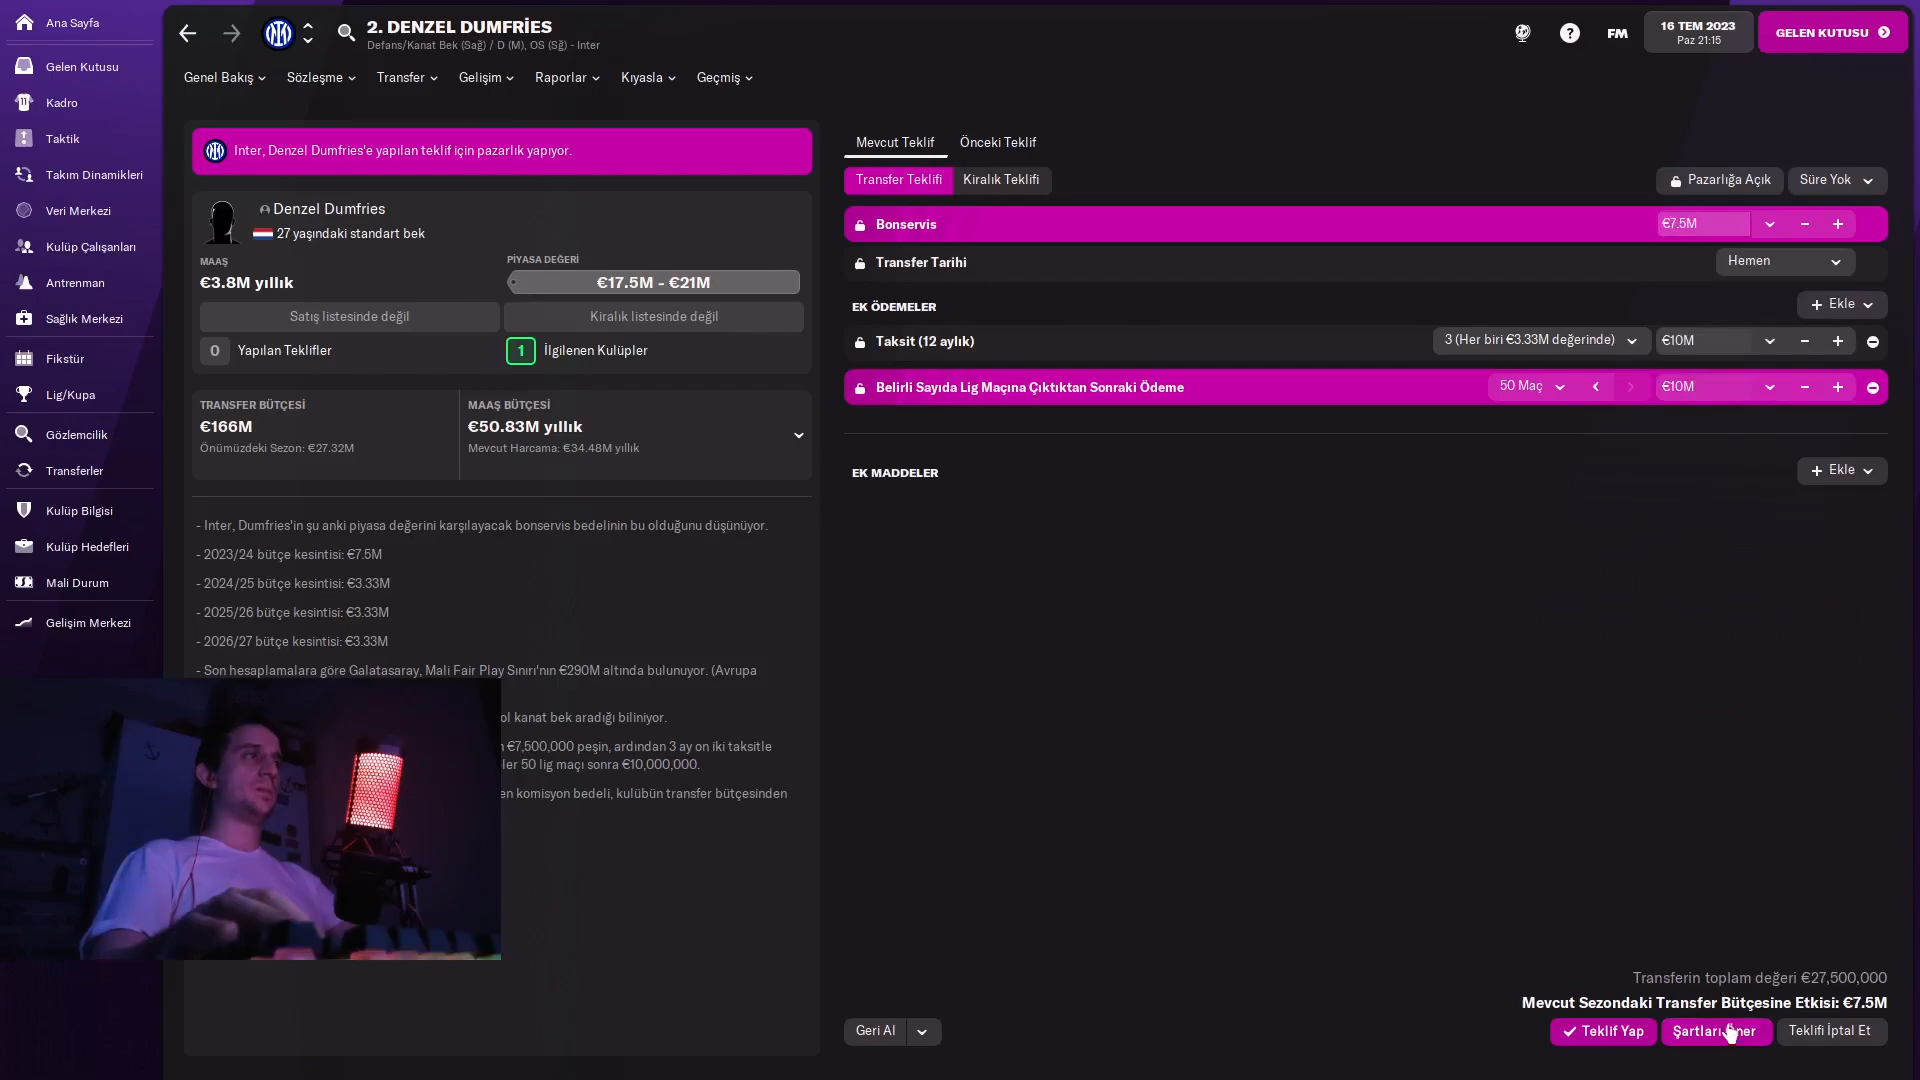 Ana Sayfa
Gelen Kutusu
Kadro
Taktik
Takım Dinamikleri
Veri Merkezi
Kulüp Çalışanları
Antrenman
Sağlık Merkezi
Fikstür
Lig/Kupa
Gözlemcilik
Transferler
Kulüp Bilgisi
Kulüp Hedefleri
Mali Durum
Gelişim Merkezi
2. DENZEL DUMFRİES
Defans/Kanat Bek (Sağ) / D (M), OS (Sğ) - Inter
FM
16 TEM 2023
Paz 21:15
GELEN KUTUSU
Genel Bakış
Sözleşme
Transfer
Gelişim
Raporlar
Kıyasla
Geçmiş
Inter, Denzel Dumfries'e yapılan teklif için pazarlık yapıyor.
Denzel Dumfries
27 yaşındaki standart bek
MAAŞ
€3.8M yıllık
PİYASA DEĞERİ
€17.5M - €21M
Satış listesinde değil
Kiralık listesinde değil
0 Yapılan Teklifler
1 İlgilenen Kulüpler
TRANSFER BÜTÇESİ
€166M
Önümüzdeki Sezon: €27.32M
MAAŞ BÜTÇESİ
€50.83M yıllık
Mevcut Harcama: €34.48M yıllık
- Inter, Dumfries'in şu anki piyasa değerini karşılayacak bonservis bedelinin bu olduğunu düşünüyor.
- 2023/24 bütçe kesintisi: €7.5M
- 2024/25 bütçe kesintisi: €3.33M
- 2025/26 bütçe kesintisi: €3.33M
- 2026/27 bütçe kesintisi: €3.33M
- Son hesaplamalara göre Galatasaray, Mali Fair Play Sınırı'nın €290M altında bulunuyor. (Avrupa
kanat bek aradığı biliniyor.
€7,500,000 peşin, ardından 3 ay on iki taksitle
50 lig maçı sonra €10,000,000.
komisyon bedeli, kulübün transfer bütçesinden
Mevcut Teklif
Önceki Teklif
Transfer Teklifi
Kiralık Teklifi
Pazarlığa Açık
Süre Yok
Bonservis
€7.5M
Transfer Tarihi
Hemen
EK ÖDEMELER
+ Ekle
Taksit (12 aylık)
3 (Her biri €3.33M değerinde)
€10M
Belirli Sayıda Lig Maçına Çıktıktan Sonraki Ödeme
50 Maç
€10M
EK MADDELER
+ Ekle
Transferin toplam değeri €27,500,000
Mevcut Sezondaki Transfer Bütçesine Etkisi: €7.5M
Geri Al
Teklif Yap
Şartları
Teklifi İptal Et